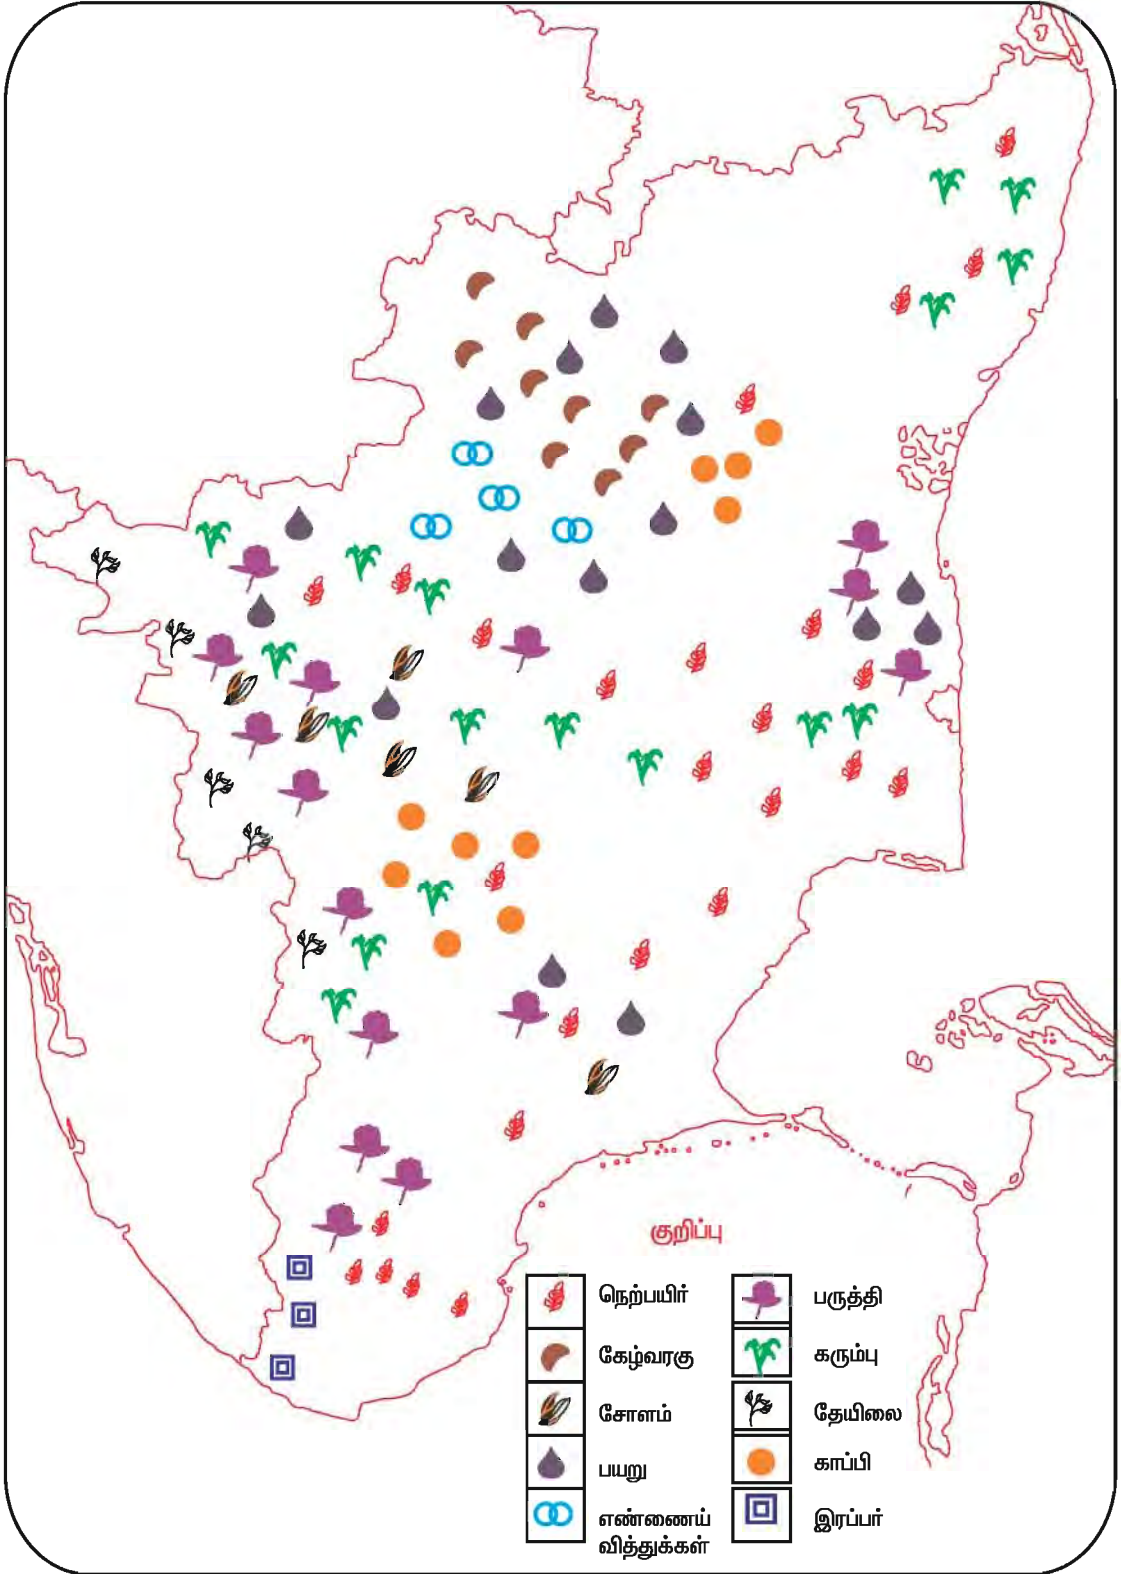 குறிப்பு
நெற்பயிர்
கேழ்வரகு
சோளம்
பயறு
எண்ணெய்
வித்துக்கள்
பருத்தி
கரும்பு
தேயிலை
காப்பி
இரப்பர்